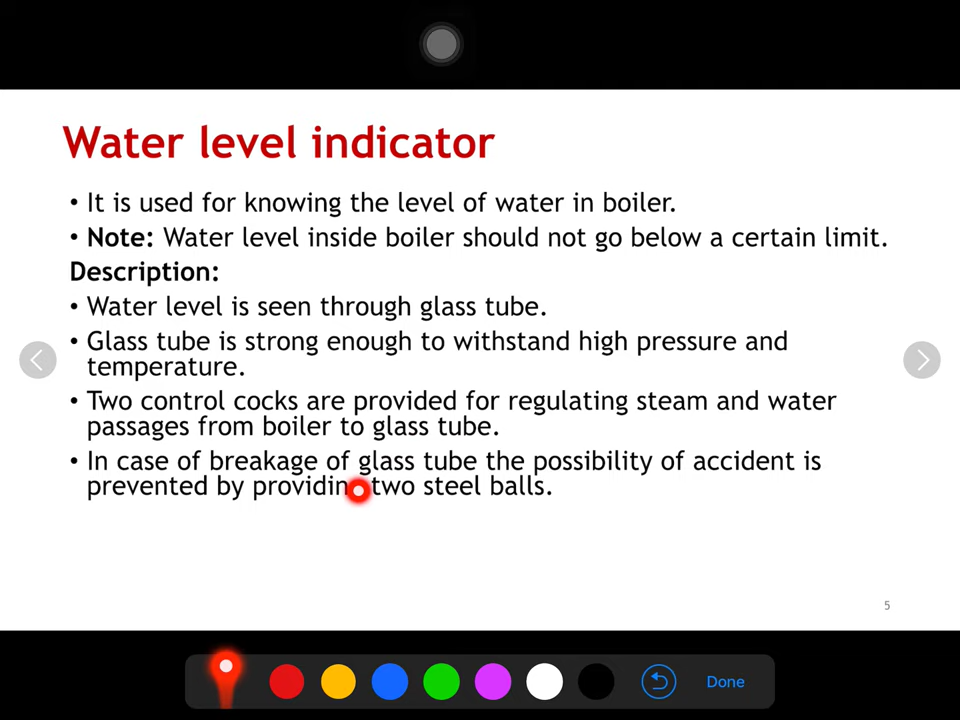 Water level indicator
• It is used for knowing the level of water in boiler.
• Note: Water level inside boiler should not go below a certain limit.
Description:
• Water level is seen through glass tube.
• Glass tube is strong enough to withstand high pressure and
temperature.
• Two control cocks are provided for regulating steam and water
passages from boiler to glass tube.
• In case of breakage of glass tube the possibility of accident is
prevented by providing two steel balls.
5
Done